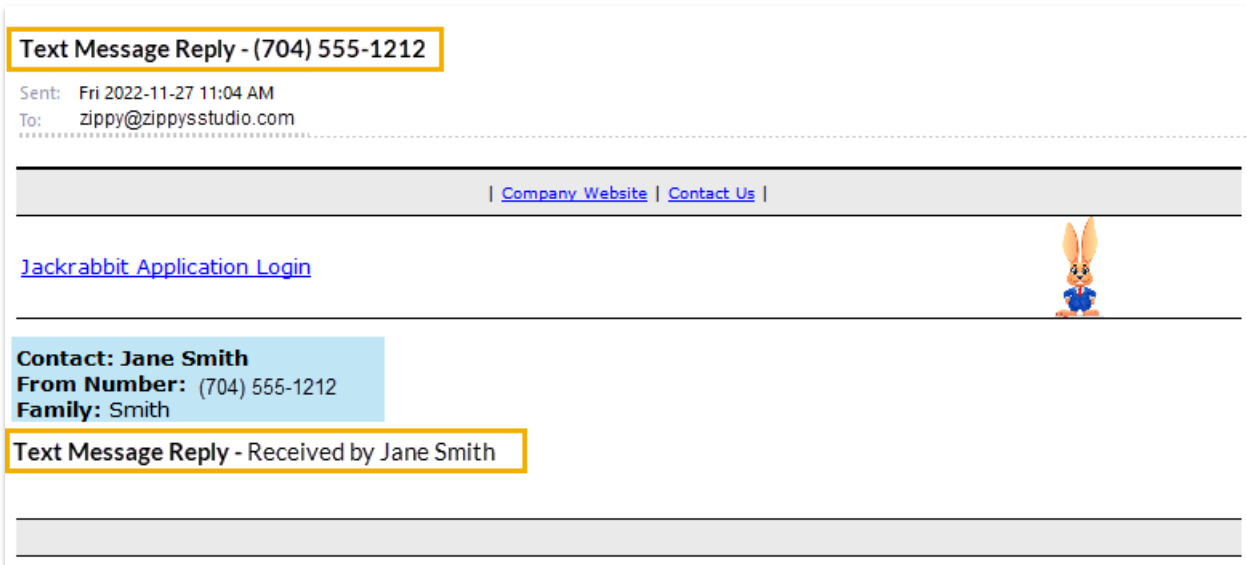 Text Message Reply - (704) 555-1212
Sent: Fri 2022-11-27 11:04 AM
To: zippy@zippysstudio.com
| Company Website | Contact Us |
Jackrabbit Application Login
Contact: Jane Smith
From Number: (704) 555-1212
Family: Smith
Text Message Reply - Received by Jane Smith